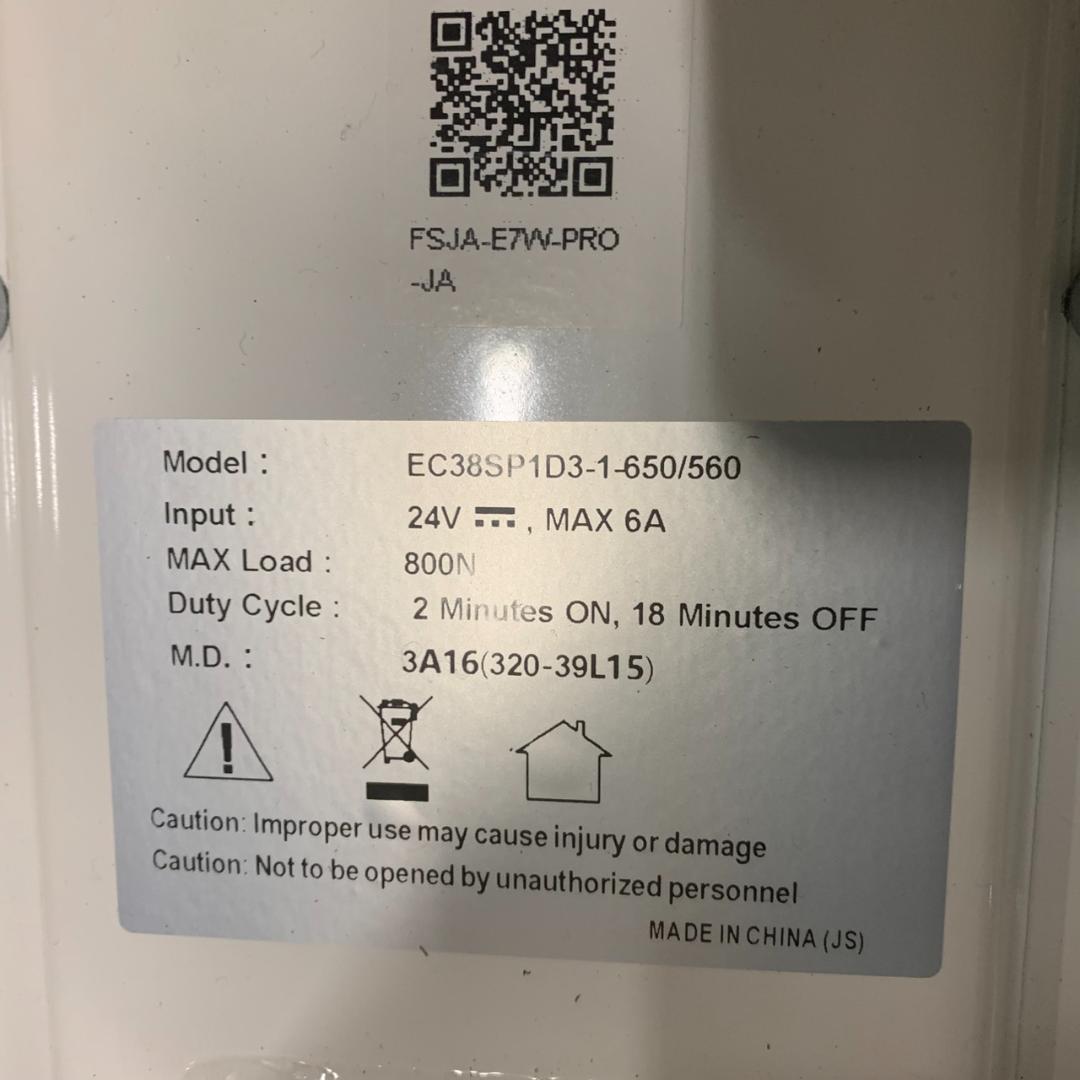 FSJA-E7W-PRO
-JA
Model : EC38SP1D3-1-650/560
Input : 24V ⎓ , MAX 6A
MAX Load : 800N
Duty Cycle : 2 Minutes ON, 18 Minutes OFF
M.D. : 3A16(320-39L15)
Caution: Improper use may cause injury or damage
Caution: Not to be opened by unauthorized personnel
MADE IN CHINA (JS)